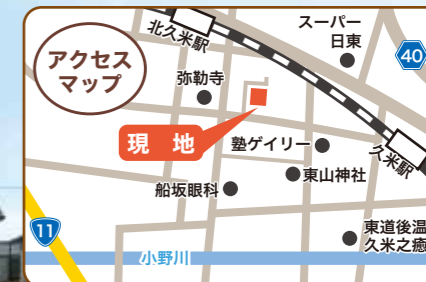 アクセス
マップ
北久米駅
スーパー
日東
40
弥勒寺
現 地
塾ゲイリー
久米駅
東山神社
船坂眼科
11
東道後温
久米之癒
小野川